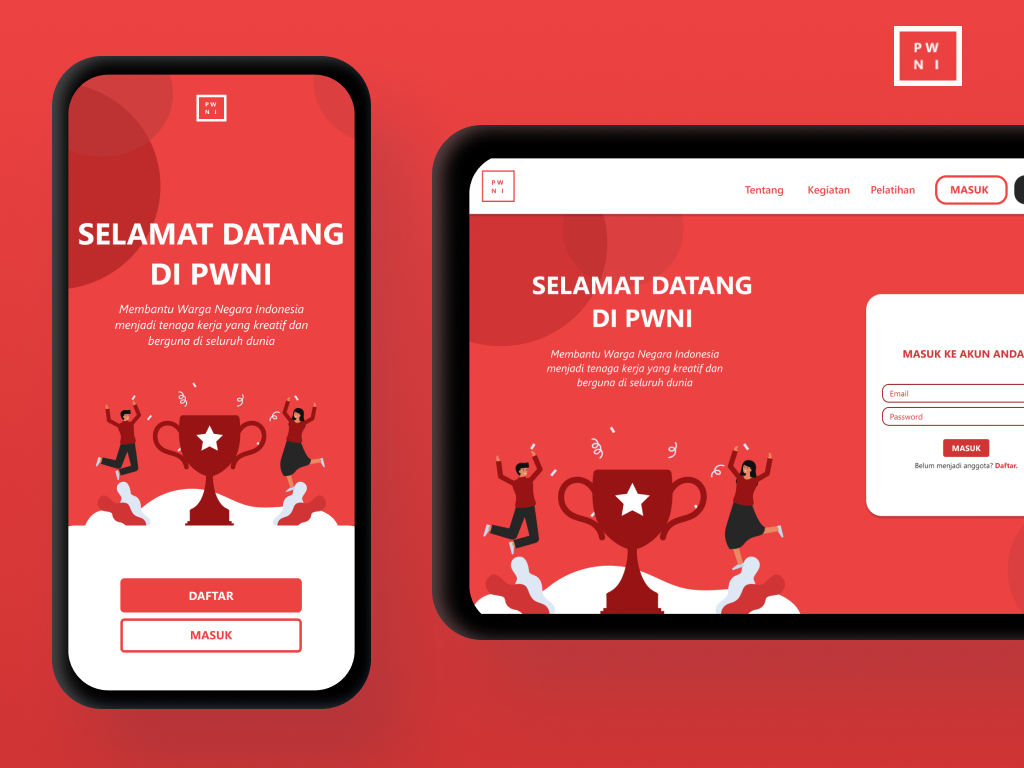 P W
N I
P W
N I
SELAMAT DATANG
DI PWNI
Membantu Warga Negara Indonesia
menjadi tenaga kerja yang kreatif dan
berguna di seluruh dunia
DAFTAR
MASUK
P W
N I
Tentang
Kegiatan
Pelatihan
MASUK
SELAMAT DATANG
DI PWNI
Membantu Warga Negara Indonesia
menjadi tenaga kerja yang kreatif dan
berguna di seluruh dunia
MASUK KE AKUN ANDA
Email
Password
MASUK
Belum menjadi anggota? Daftar.